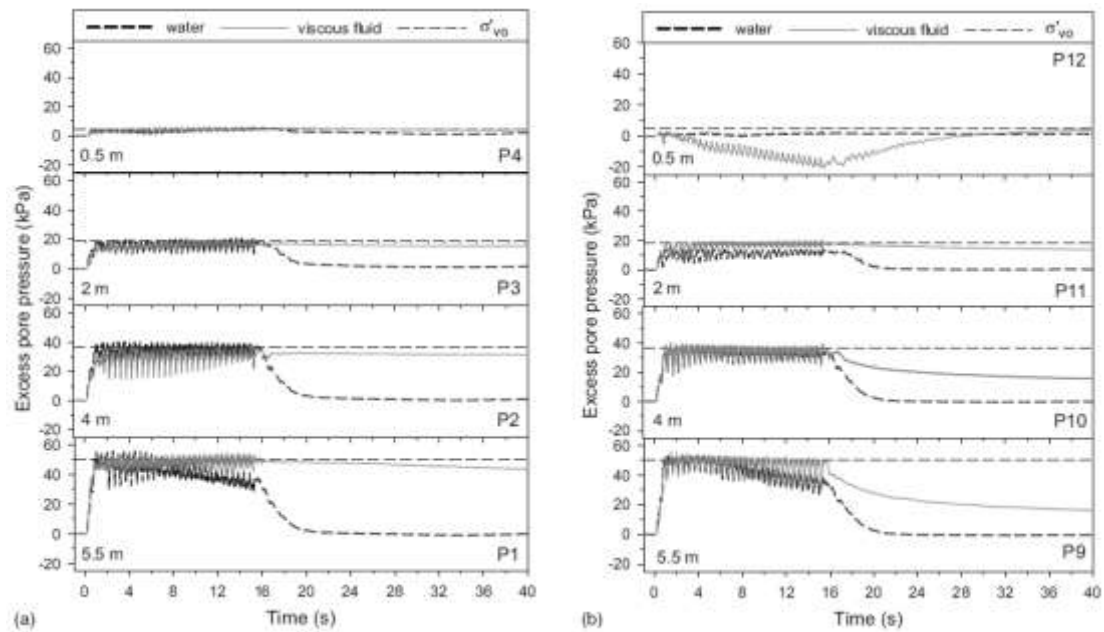 water viscous fluid σ'vo
60
40
20
0
-20
0.5 m P4
60
40
20
0
-20
2 m P3
60
40
20
0
-20
4 m P2
60
40
20
0
-20
5.5 m P1
Excess pore pressure (kPa)
0 4 8 12 16 20 24 28 32 36 40
(a) Time (s)
water viscous fluid σ'vo
60
40
20
0
-20
P12
0.5 m
60
40
20
0
-20
2 m P11
60
40
20
0
-20
4 m P10
60
40
20
0
-20
5.5 m P9
Excess pore pressure (kPa)
0 4 8 12 16 20 24 28 32 36 40
(b) Time (s)